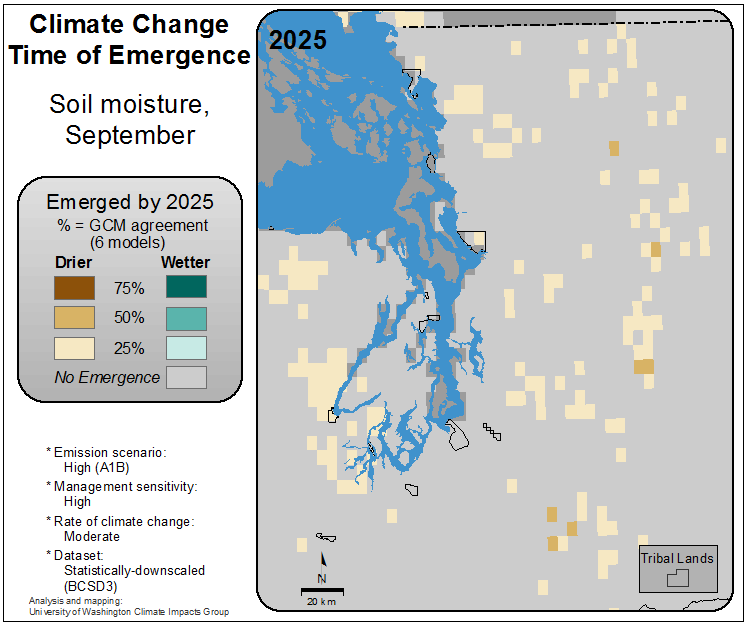 Climate Change
Time of Emergence
Soil moisture,
September
Emerged by 2025
% = GCM agreement
(6 models)
Drier Wetter
75%
50%
25%
No Emergence
* Emission scenario:
High (A1B)
* Management sensitivity:
High
* Rate of climate change:
Moderate
* Dataset:
Statistically-downscaled
(BCSD3)
Analysis and mapping:
University of Washington Climate Impacts Group
2025
N
20 km
Tribal Lands